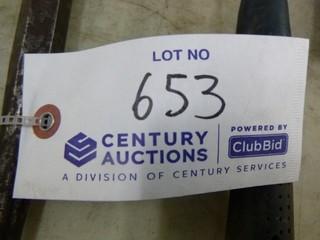 LOT NO
653
CENTURY AUCTIONS
POWERED BY
ClubBid
A DIVISION OF CENTURY SERVICES